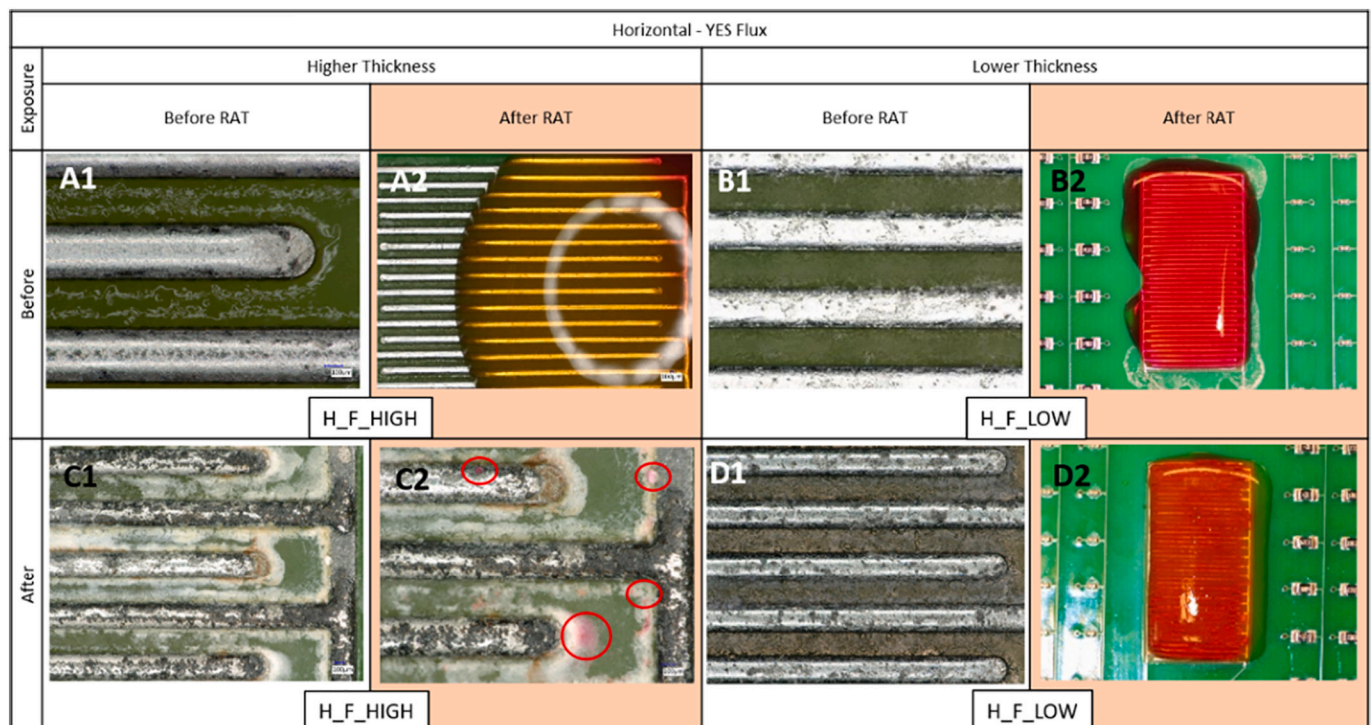 Horizontal - YES Flux
Exposure
Higher Thickness
Lower Thickness
Before RAT
After RAT
Before RAT
After RAT
Before
A1
A2
B1
B2
H_F_HIGH
H_F_LOW
After
C1
C2
D1
D2
H_F_HIGH
H_F_LOW